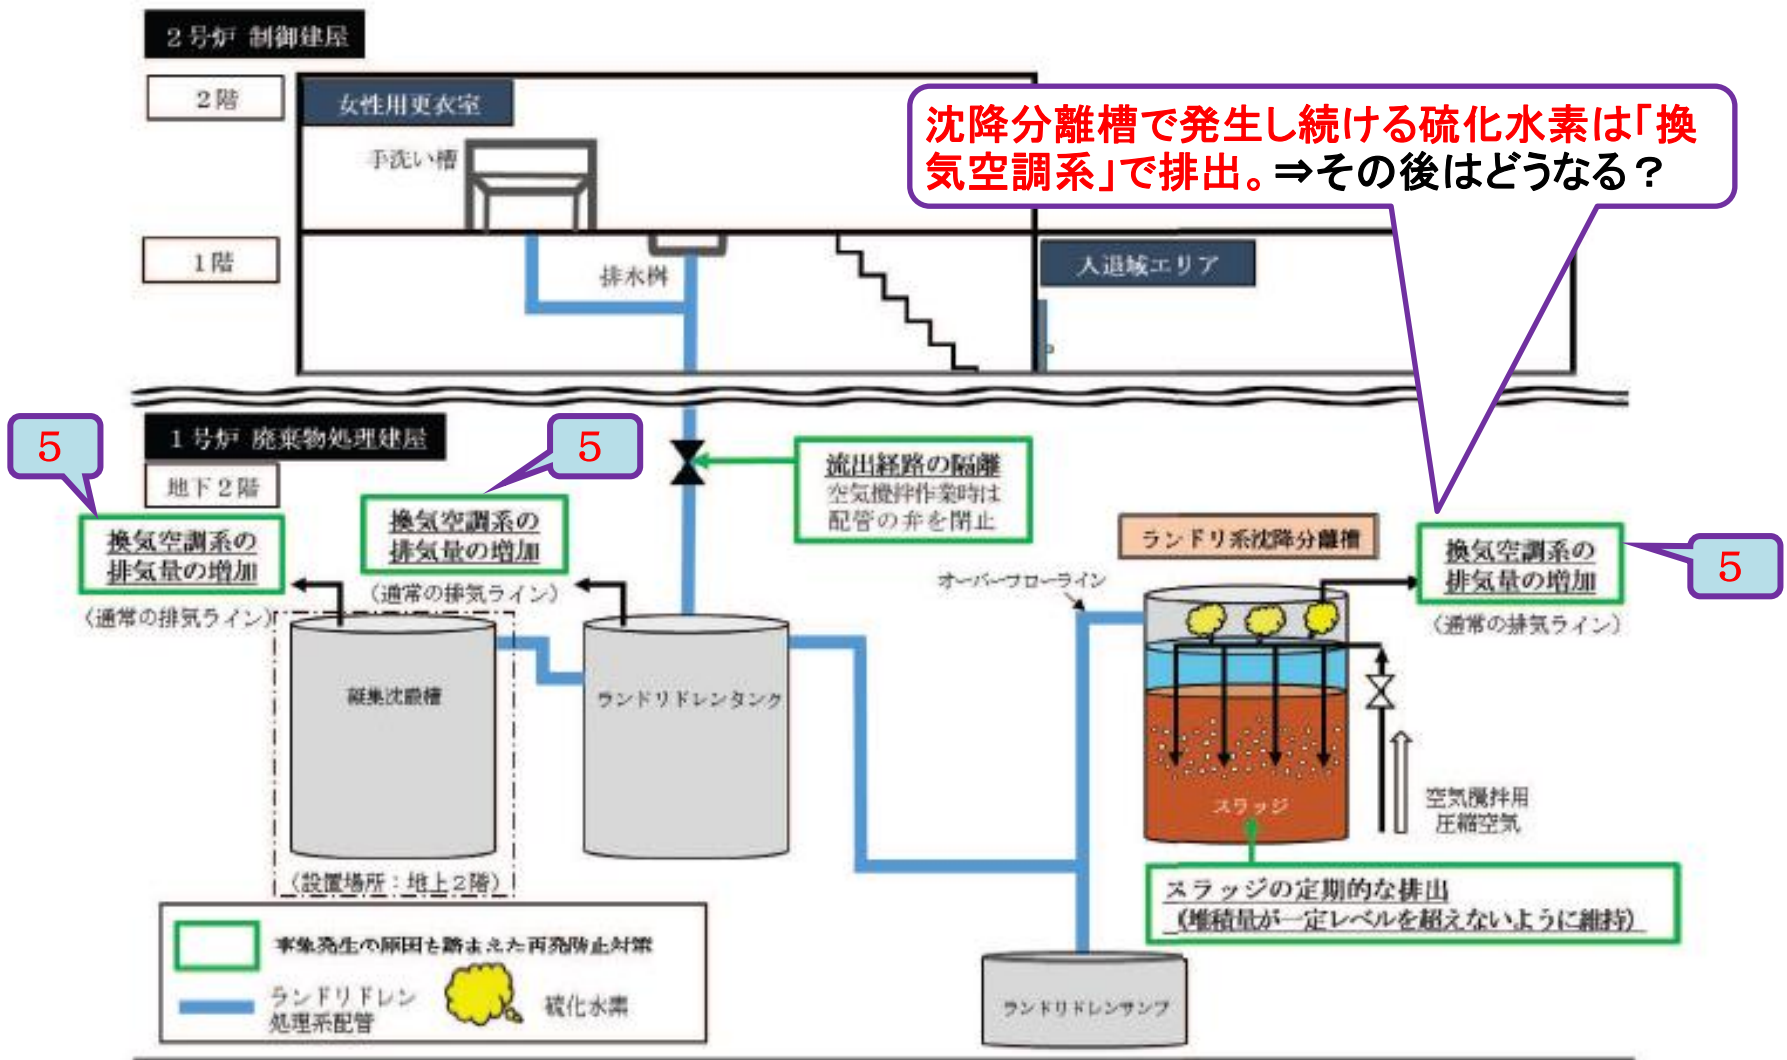 2号炉 制御建屋
2階
女性用更衣室
手洗い槽
沈降分離槽で発生し続ける硫化水素は「換
気空調系」で排出。⇒その後はどうなる？
1階
排水桝
入退域エリア
5
1号炉 廃棄物処理建屋
5
地下2階
換気空調系の
排気量の増加
(通常の排気ライン)
換気空調系の
排気量の増加
(通常の排気ライン)
流出経路の隔離
空気攪拌作業時は
配管の弁を閉止
ランドリ系沈降分離槽
オーバーフローライン
換気空調系の
排気量の増加
(通常の排気ライン)
5
凝集沈殿槽
ランドリドレンタンク
スラッジ
空気攪拌用
圧縮空気
(設置場所：地上2階)
スラッジの定期的な排出
(堆積量が一定レベルを超えないように維持)
事象発生の原因も踏まえた再発防止対策
ランドリドレン
処理系配管
硫化水素
ランドリドレンサンプ